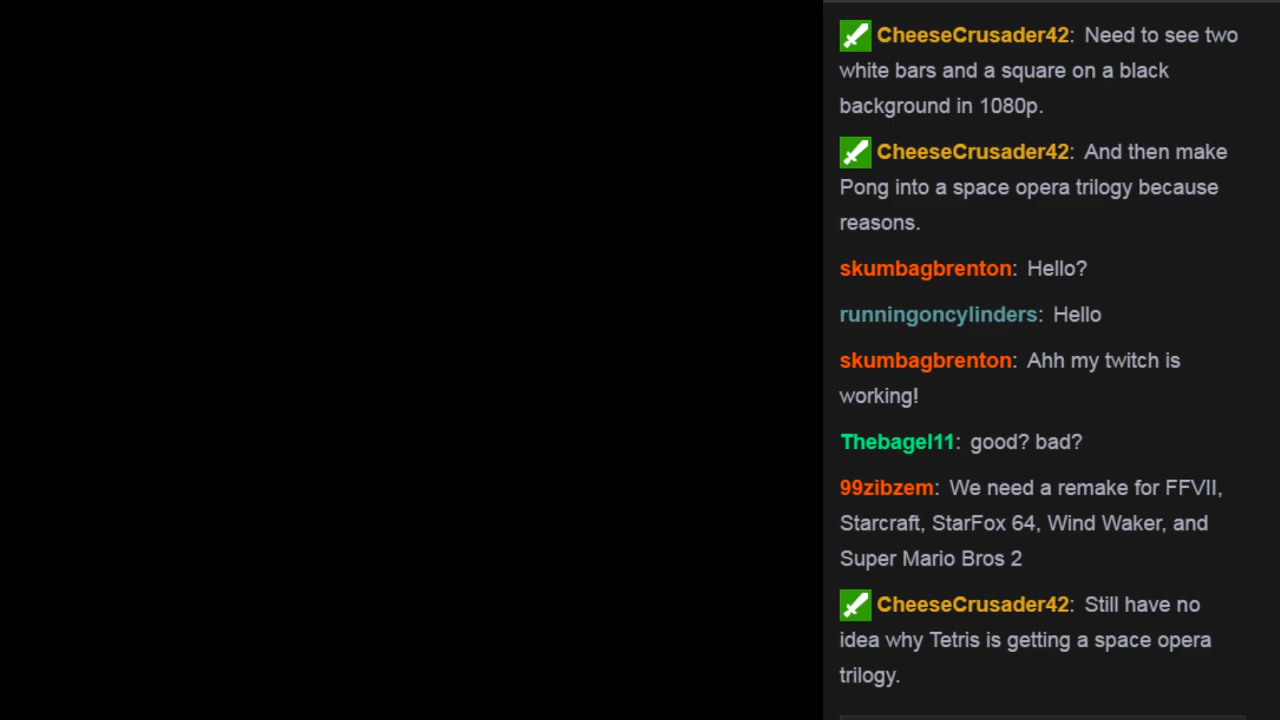 CheeseCrusader42: Need to see two
white bars and a square on a black
background in 1080p.
CheeseCrusader42: And then make
Pong into a space opera trilogy because
reasons.
skumbagbrenton: Hello?
runningoncylinders: Hello
skumbagbrenton: Ahh my twitch is
working!
Thebagel11: good? bad?
99zibzem: We need a remake for FFVII,
Starcraft, StarFox 64, Wind Waker, and
Super Mario Bros 2
CheeseCrusader42: Still have no
idea why Tetris is getting a space opera
trilogy.